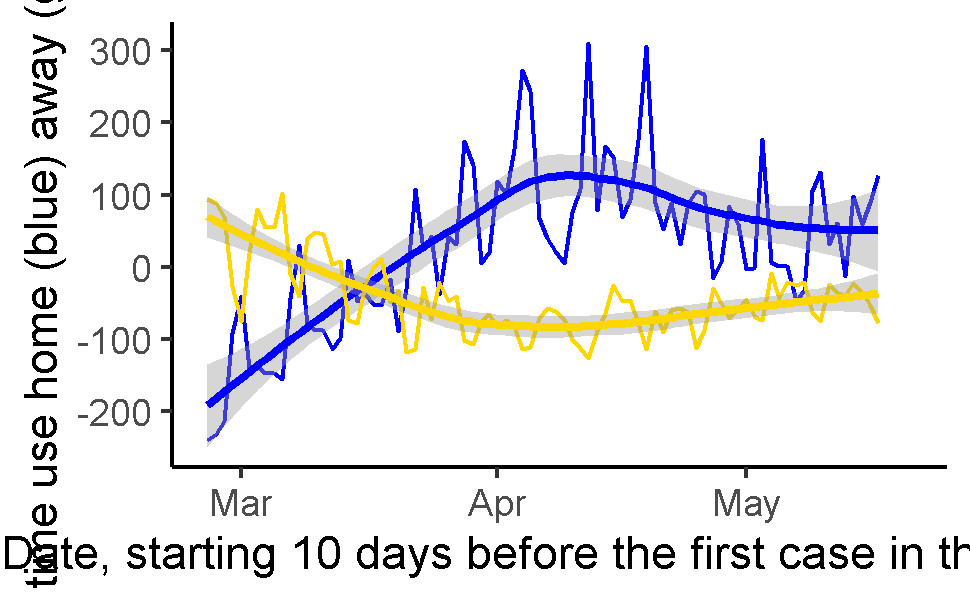 time use home (blue) away (
300
200
100
0
-100
-200
Mar Apr May
Date, starting 10 days before the first case in th